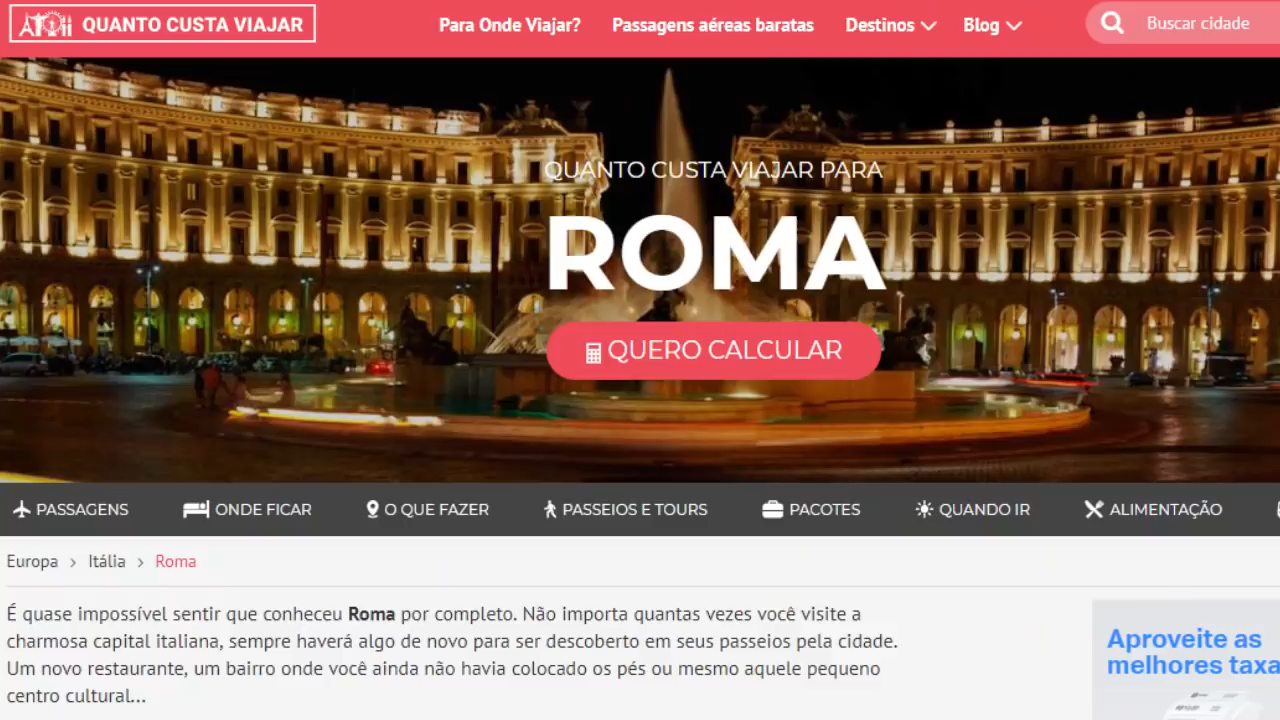 QUANTO CUSTA VIAJAR
Para Onde Viajar?
Passagens aéreas baratas
Destinos
Blog
Buscar cidade
QUANTO CUSTA VIAJAR PARA
ROMA
QUERO CALCULAR
PASSAGENS
ONDE FICAR
O QUE FAZER
PASSEIOS E TOURS
PACOTES
QUANDO IR
ALIMENTAÇÃO
Europa > Itália > Roma
É quase impossível sentir que conheceu Roma por completo. Não importa quantas vezes você visite a
charmosa capital italiana, sempre haverá algo de novo para ser descoberto em seus passeios pela cidade.
Um novo restaurante, um bairro onde você ainda não havia colocado os pés ou mesmo aquele pequeno
centro cultural...
Aproveite as
melhores taxa